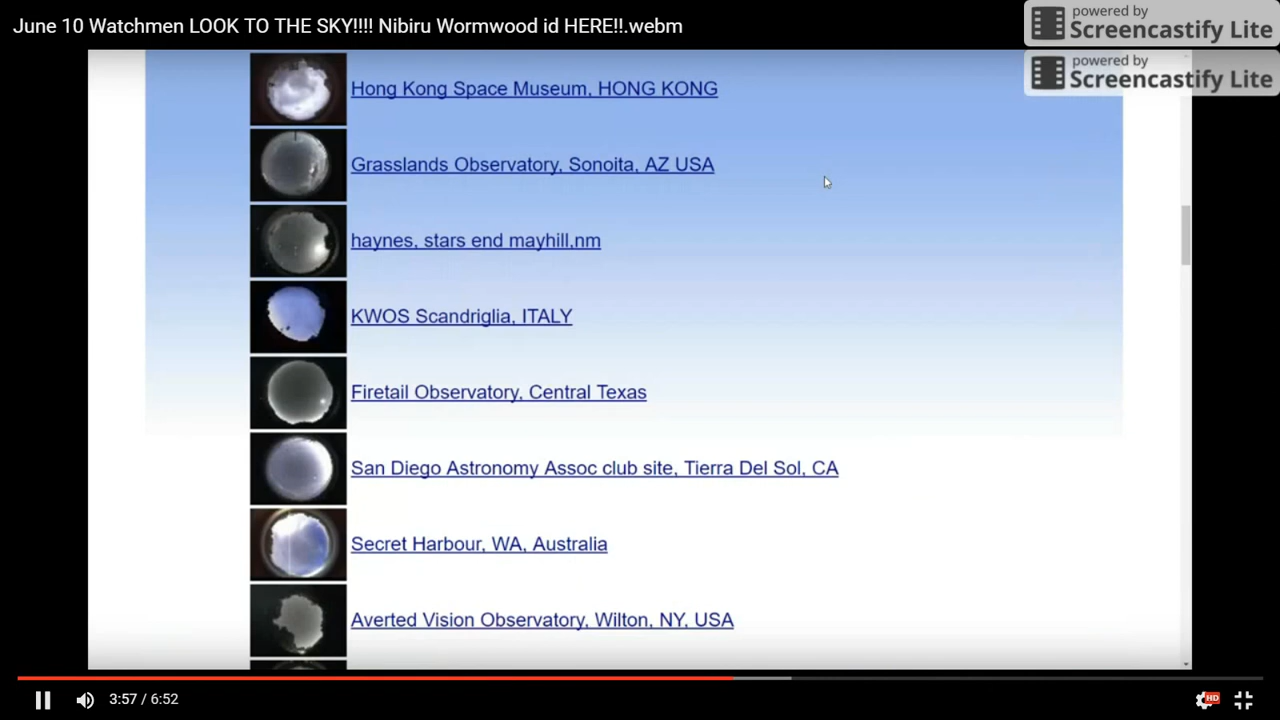 June 10 Watchmen LOOK TO THE SKY!!!! Nibiru Wormwood id HERE!!.webm
powered by
Screencastify Lite
powered by
Screencastify Lite
Hong Kong Space Museum, HONG KONG
Grasslands Observatory, Sonoita, AZ USA
haynes, stars end mayhill,nm
KWOS Scandriglia, ITALY
Firetail Observatory, Central Texas
San Diego Astronomy Assoc club site, Tierra Del Sol, CA
Secret Harbour, WA, Australia
Averted Vision Observatory, Wilton, NY, USA
3:57 / 6:52
HD